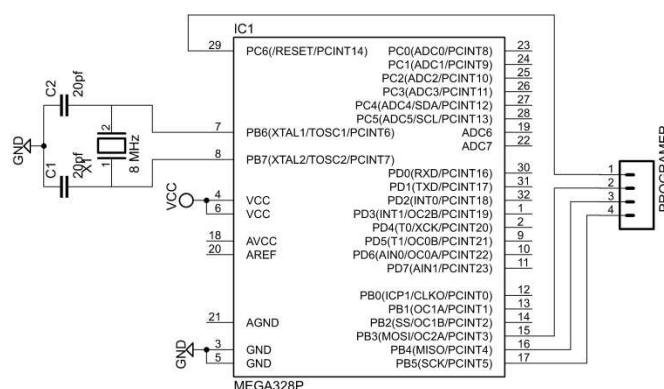 IC1
29 PC6(/RESET/PCINT14)
PC0(ADC0/PCINT8) 23
PC1(ADC1/PCINT9) 24
PC2(ADC2/PCINT10) 25
PC3(ADC3/PCINT11) 26
PC4(ADC4/SDA/PCINT12) 27
PC5(ADC5/SCL/PCINT13) 28
7 PB6(XTAL1/TOSC1/PCINT6)
ADC6 19
ADC7 22
8 PB7(XTAL2/TOSC2/PCINT7)
PD0(RXD/PCINT16) 30
PD1(TXD/PCINT17) 31
PD2(INT0/PCINT18) 32
PD3(INT1/OC2B/PCINT19) 1
PD4(T0/XCK/PCINT20) 2
PD5(T1/OC0B/PCINT21) 9
PD6(AIN0/OC0A/PCINT22) 10
PD7(AIN1/PCINT23) 11
4 VCC
6 VCC
18 AVCC
20 AREF
PB0(ICP1/CLKO/PCINT0) 12
PB1(OC1A/PCINT1) 13
PB2(SS/OC1B/PCINT2) 14
PB3(MOSI/OC2A/PCINT3) 15
PB4(MISO/PCINT4) 16
PB5(SCK/PCINT5) 17
21 AGND
3 GND
5 GND
MEGA328P
C2
20pf
GND
C1
20pf
X1
1
2
8 MHz
VCC
GND
1
2
3
4
PROGRAMER